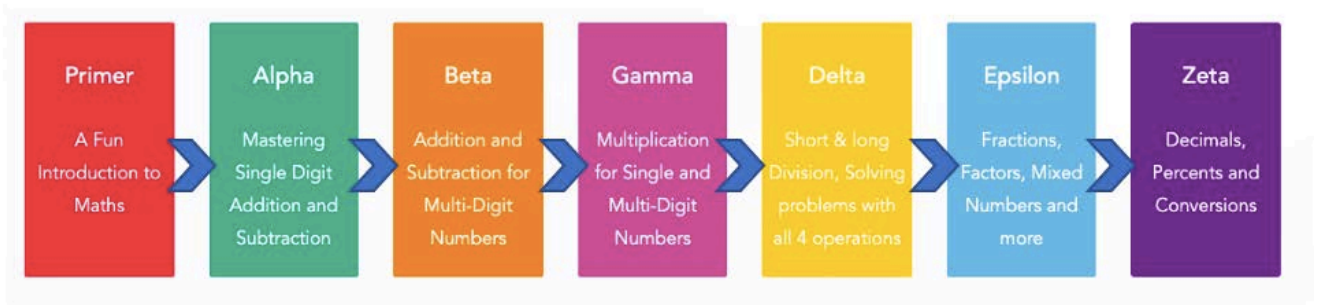 Primer
A Fun
Introduction to
Maths
Alpha
Mastering
Single Digit
Addition and
Subtraction
Beta
Addition and
Subtraction for
Multi-Digit
Numbers
Gamma
Multiplication
for Single and
Multi-Digit
Numbers
Delta
Short & long
Division, Solving
problems with
all 4 operations
Epsilon
Fractions,
Factors, Mixed
Numbers and
more
Zeta
Decimals,
Percents and
Conversions